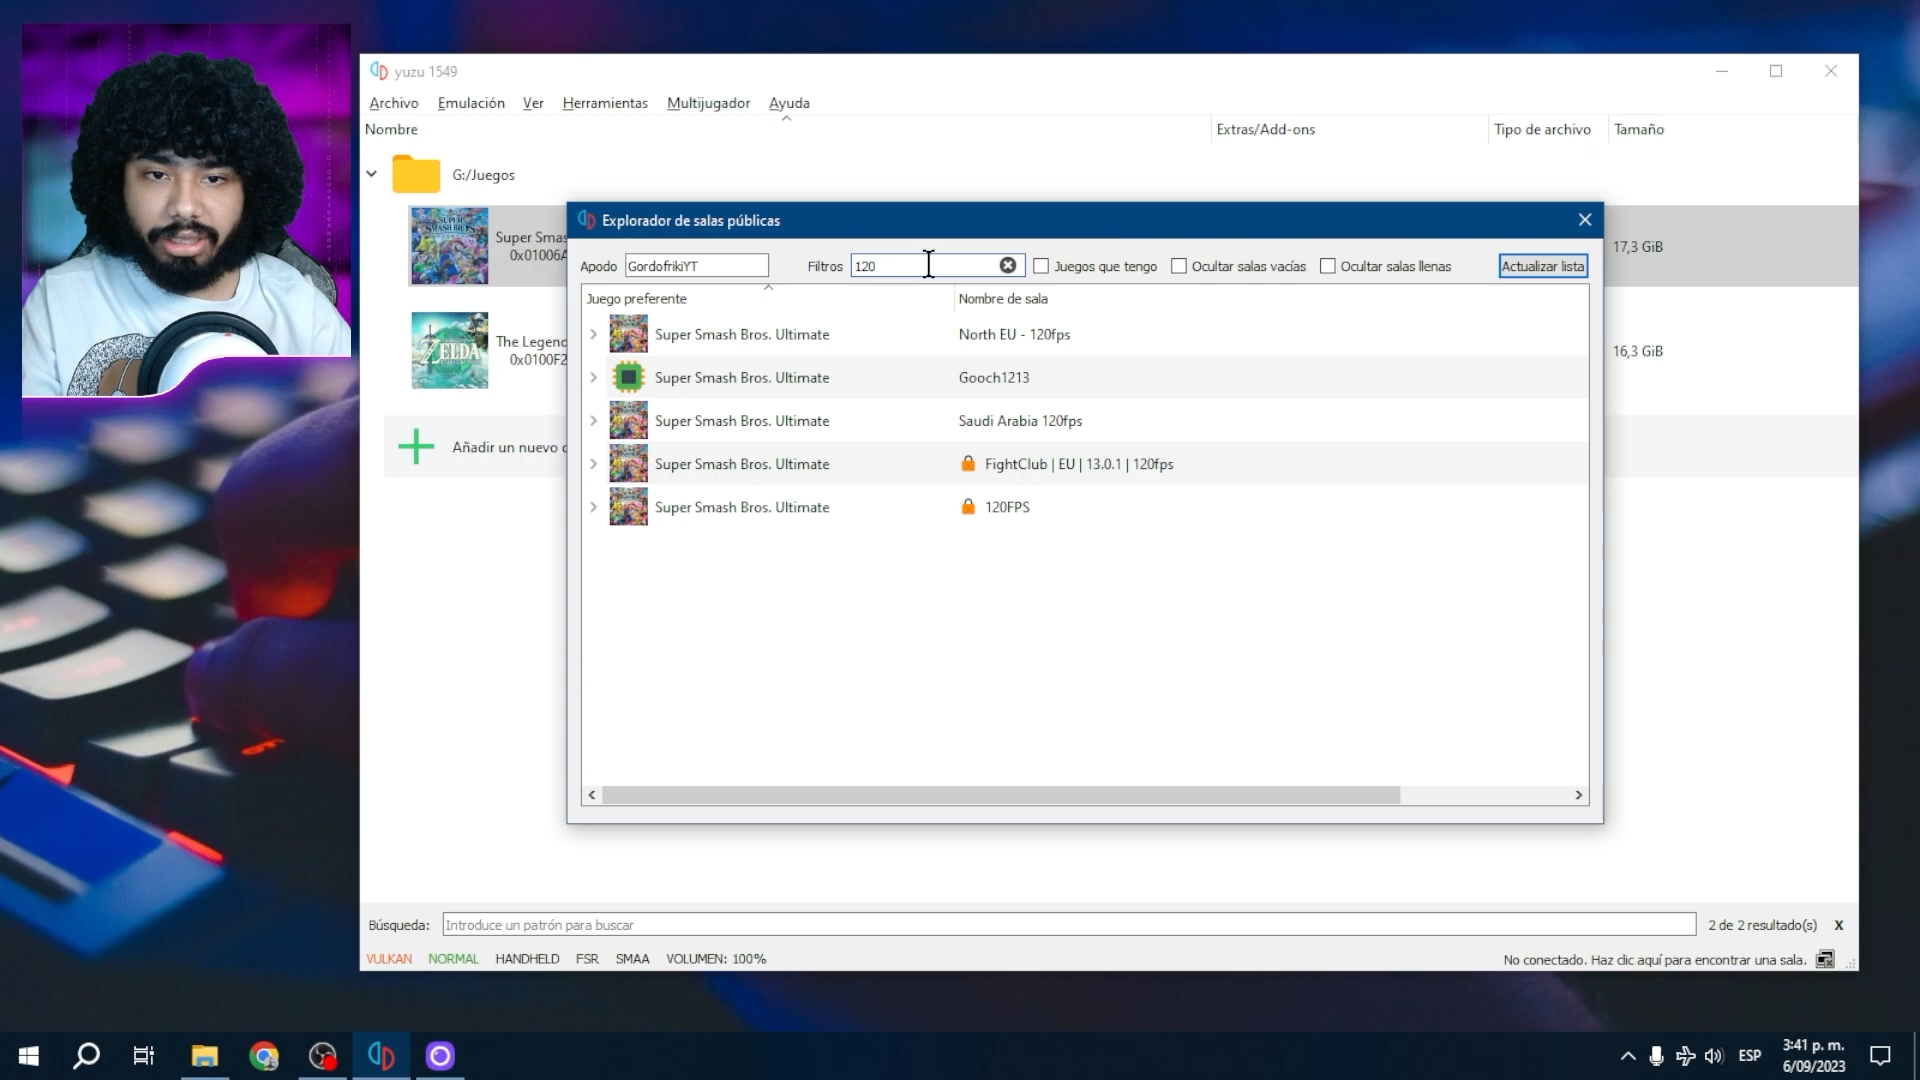 yuzu 1549
Archivo Emulación Ver Herramientas Multijugador Ayuda
Nombre Extras/Add-ons Tipo de archivo Tamaño
G:/Juegos
Super Smas
0x01006A
17,3 GiB
The Legend
0x0100F2
16,3 GiB
Añadir un nuevo
Explorador de salas públicas
Apodo GordofrikiYT Filtros 120 Juegos que tengo Ocultar salas vacías Ocultar salas llenas Actualizar lista
Juego preferente Nombre de sala
Super Smash Bros. Ultimate North EU - 120fps
Super Smash Bros. Ultimate Gooch1213
Super Smash Bros. Ultimate Saudi Arabia 120fps
Super Smash Bros. Ultimate FightClub | EU | 13.0.1 | 120fps
Super Smash Bros. Ultimate 120FPS
Búsqueda: Introduce un patrón para buscar 2 de 2 resultado(s) X
VULKAN NORMAL HANDHELD FSR SMAA VOLUMEN: 100% No conectado. Haz clic aquí para encontrar una sala.
ESP
3:41 p. m.
6/09/2023